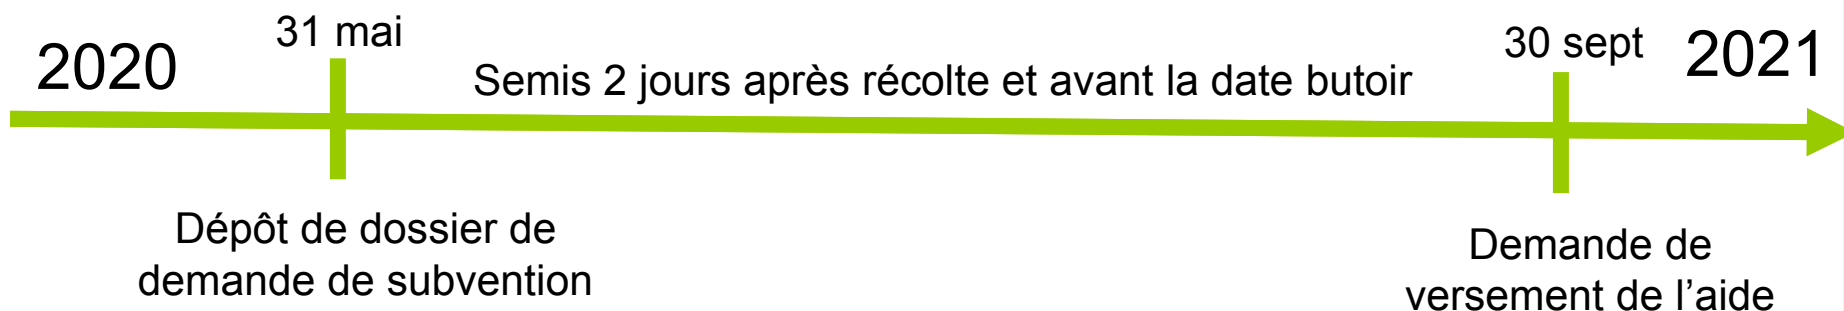 2020
31 mai
Semis 2 jours après récolte et avant la date butoir
30 sept
2021
Dépôt de dossier de
demande de subvention
Demande de
versement de l’aide